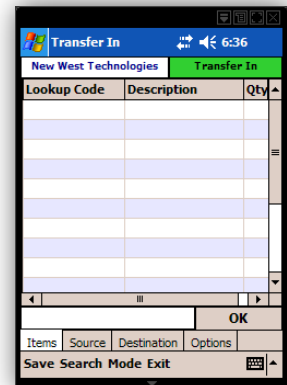 Transfer In 6:36
New West Technologies Transfer In
Lookup Code Description Qty
OK
Items Source Destination Options
Save Search Mode Exit